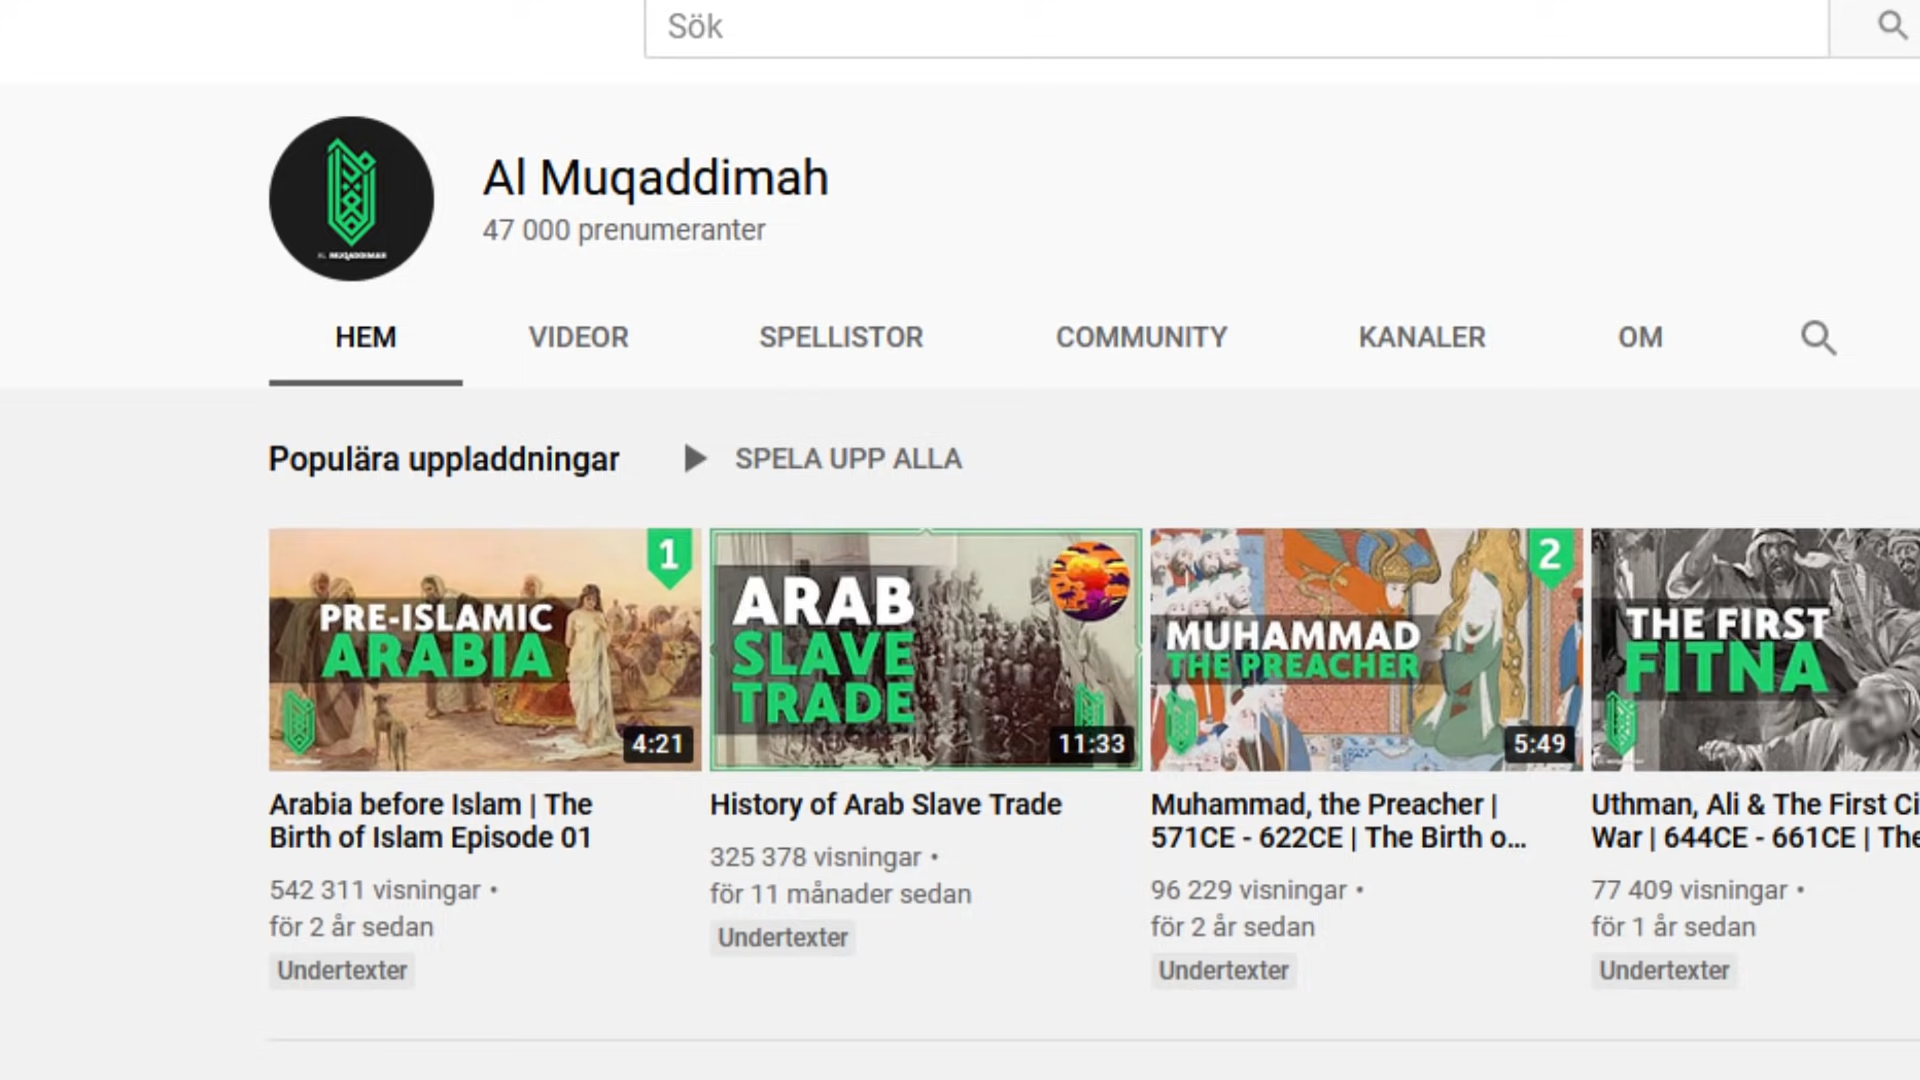 Sök
AL MUQADDIMAH
Al Muqaddimah
47 000 prenumeranter
HEM VIDEOR SPELLISTOR COMMUNITY KANALER OM
Populära uppladdningar SPELA UPP ALLA
1
PRE-ISLAMIC
ARABIA
4:21
ARAB
SLAVE
TRADE
11:33
2
MUHAMMAD
THE PREACHER
5:49
THE FIRST
FITNA
Arabia before Islam | The
Birth of Islam Episode 01
542 311 visningar •
för 2 år sedan
Undertexter
History of Arab Slave Trade
325 378 visningar •
för 11 månader sedan
Undertexter
Muhammad, the Preacher |
571CE - 622CE | The Birth o...
96 229 visningar •
för 2 år sedan
Undertexter
Uthman, Ali & The First Ci
War | 644CE - 661CE | The
77 409 visningar •
för 1 år sedan
Undertexter